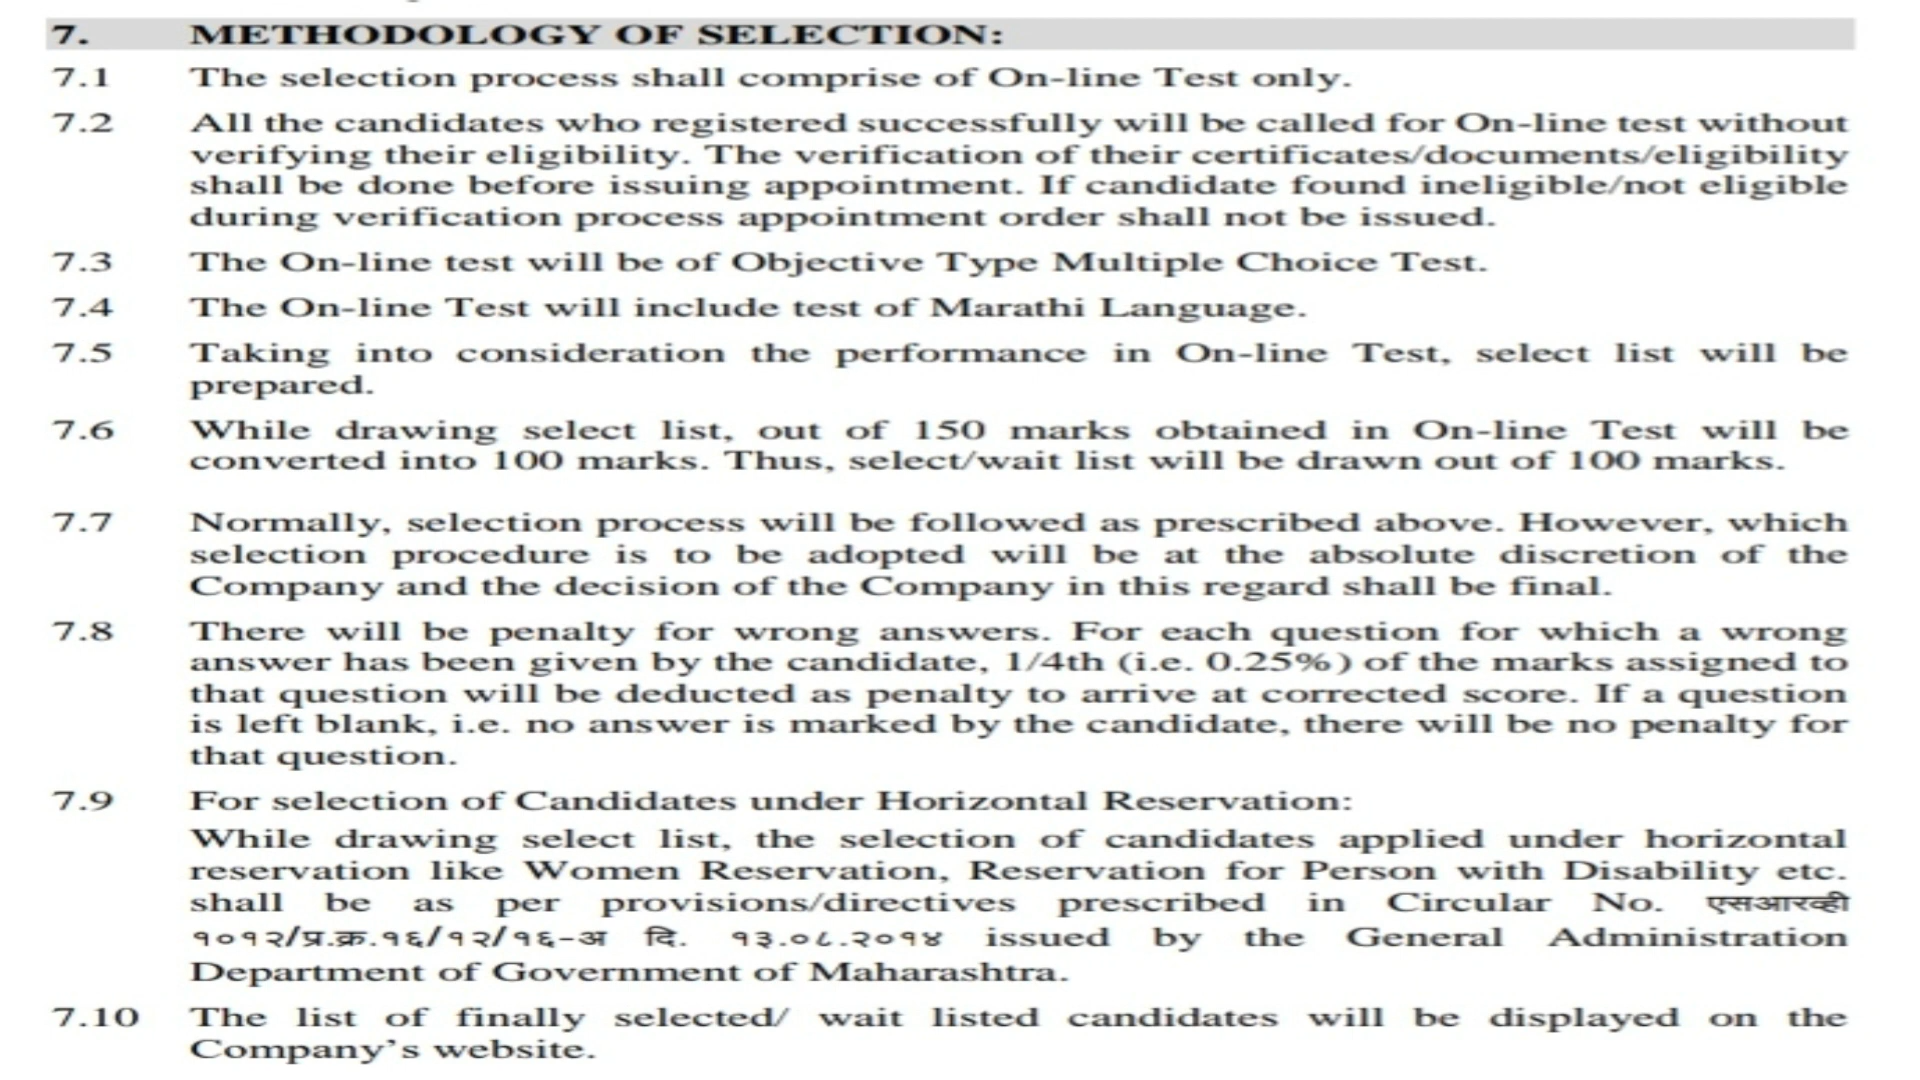 7. METHODOLOGY OF SELECTION:
7.1 The selection process shall comprise of On-line Test only.
7.2 All the candidates who registered successfully will be called for On-line test without
verifying their eligibility. The verification of their certificates/documents/eligibility
shall be done before issuing appointment. If candidate found ineligible/not eligible
during verification process appointment order shall not be issued.
7.3 The On-line test will be of Objective Type Multiple Choice Test.
7.4 The On-line Test will include test of Marathi Language.
7.5 Taking into consideration the performance in On-line Test, select list will be
prepared.
7.6 While drawing select list, out of 150 marks obtained in On-line Test will be
converted into 100 marks. Thus, select/wait list will be drawn out of 100 marks.
7.7 Normally, selection process will be followed as prescribed above. However, which
selection procedure is to be adopted will be at the absolute discretion of the
Company and the decision of the Company in this regard shall be final.
7.8 There will be penalty for wrong answers. For each question for which a wrong
answer has been given by the candidate, 1/4th (i.e. 0.25%) of the marks assigned to
that question will be deducted as penalty to arrive at corrected score. If a question
is left blank, i.e. no answer is marked by the candidate, there will be no penalty for
that question.
7.9 For selection of Candidates under Horizontal Reservation:
While drawing select list, the selection of candidates applied under horizontal
reservation like Women Reservation, Reservation for Person with Disability etc.
shall be as per provisions/directives prescribed in Circular No. एसआरव्ही
१०१२/प्र.क्र.१६/१२/१६-अ दि. १३.०८.२०१४ issued by the General Administration
Department of Government of Maharashtra.
7.10 The list of finally selected/ wait listed candidates will be displayed on the
Company's website.